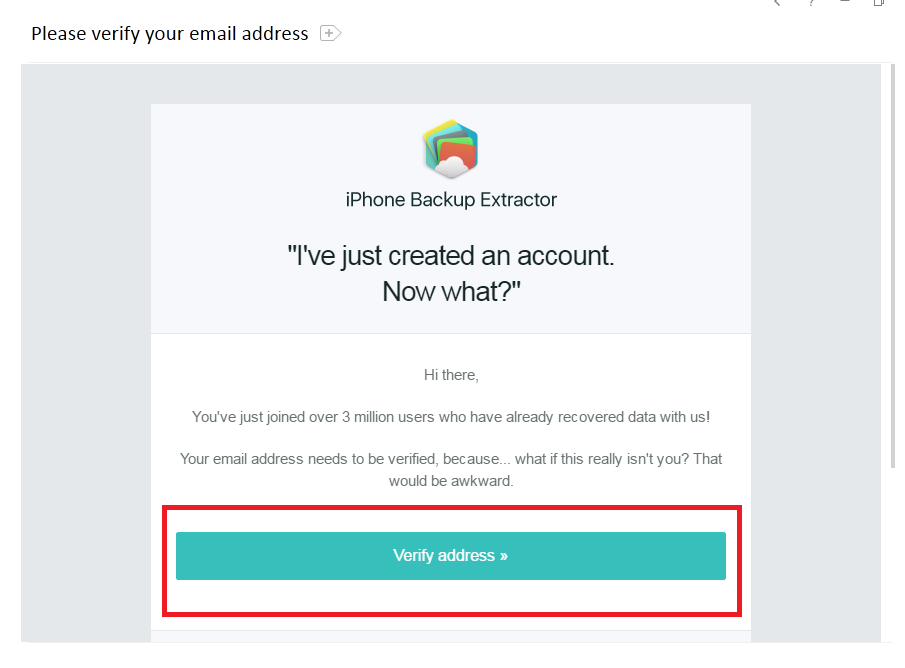 Please verify your email address
iPhone Backup Extractor
"I've just created an account.
Now what?"
Hi there,
You've just joined over 3 million users who have already recovered data with us!
Your email address needs to be verified, because... what if this really isn't you? That
would be awkward.
Verify address »